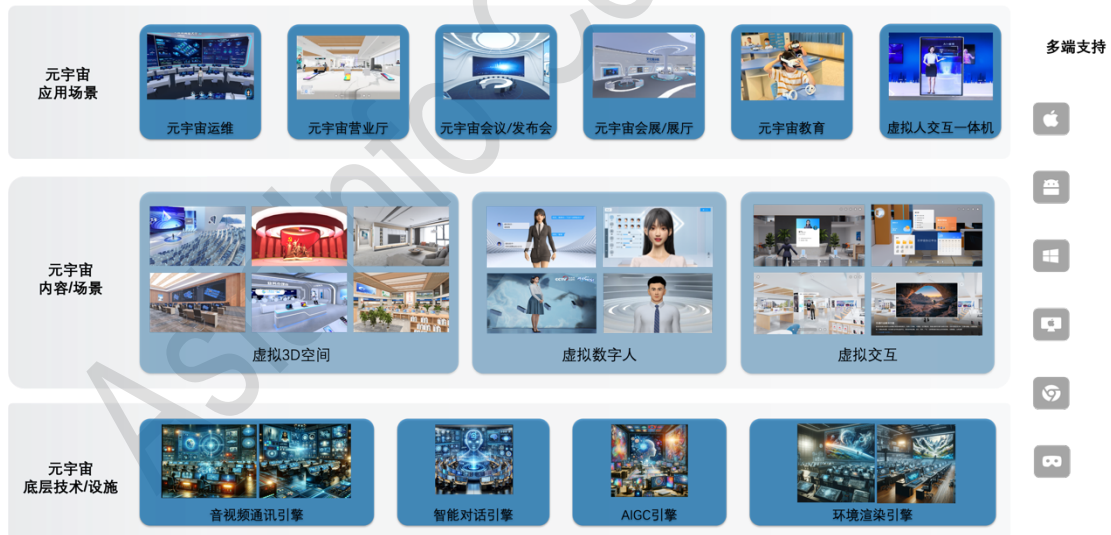 元宇宙
应用场景
元宇宙运维
元宇宙营业厅
元宇宙会议/发布会
元宇宙会展/展厅
元宇宙教育
虚拟人交互一体机
多端支持
元宇宙
内容/场景
虚拟3D空间
虚拟数字人
虚拟交互
元宇宙
底层技术/设施
音视频通讯引擎
智能对话引擎
AIGC引擎
环境渲染引擎
AsiaInfo Co